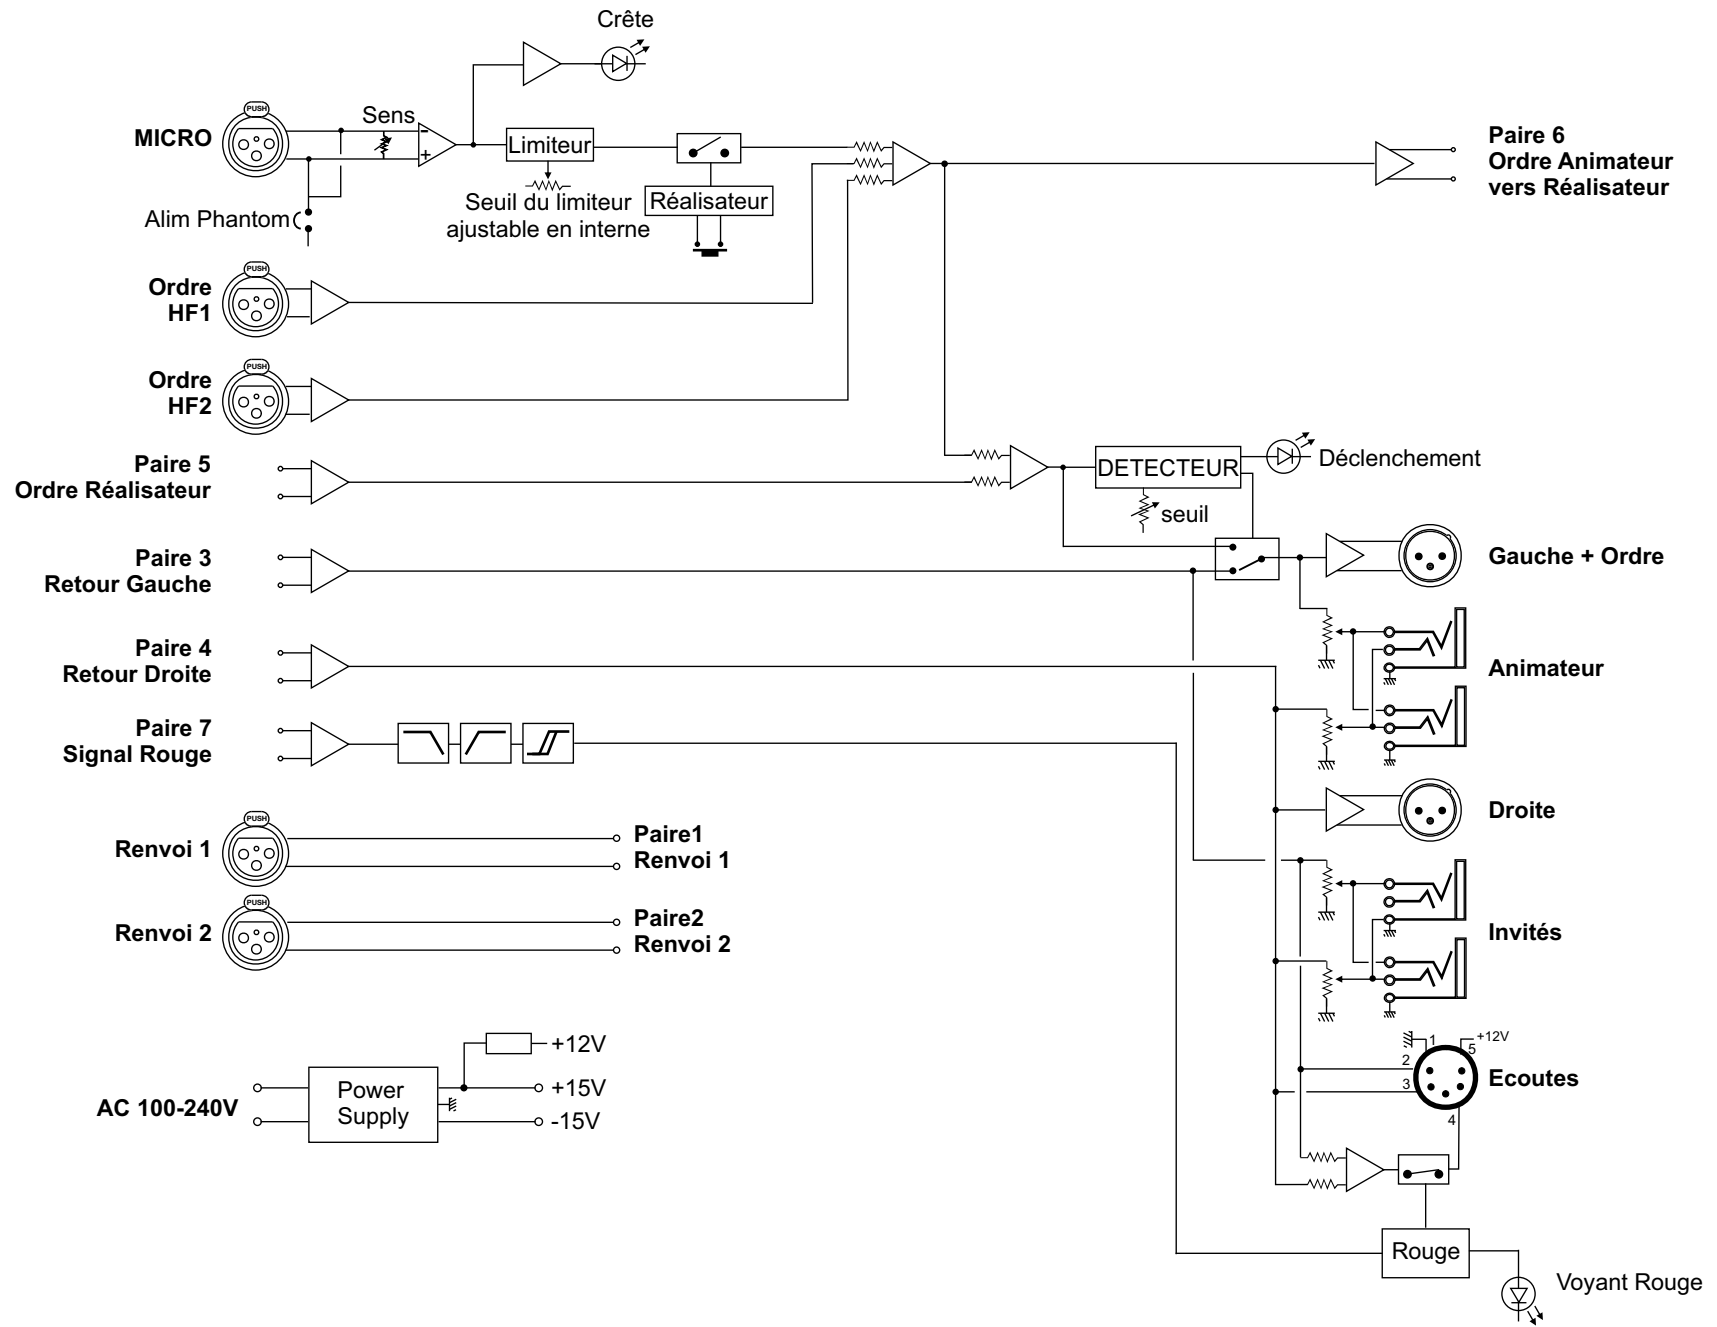 Crête
PUSH
MICRO
Sens
-
+
Limiteur
Seuil du limiteur
ajustable en interne
Réalisateur
Alim Phantom
Paire 6
Ordre Animateur
vers Réalisateur
PUSH
Ordre
HF1
PUSH
Ordre
HF2
Paire 5
Ordre Réalisateur
DETECTEUR
Déclenchement
seuil
Paire 3
Retour Gauche
Gauche + Ordre
Paire 4
Retour Droite
Animateur
Paire 7
Signal Rouge
Droite
PUSH
Renvoi 1
Paire1
Renvoi 1
PUSH
Renvoi 2
Paire2
Renvoi 2
Invités
AC 100-240V
Power
Supply
+12V
+15V
-15V
1
+12V
5
2
3
4
Ecoutes
Rouge
Voyant Rouge